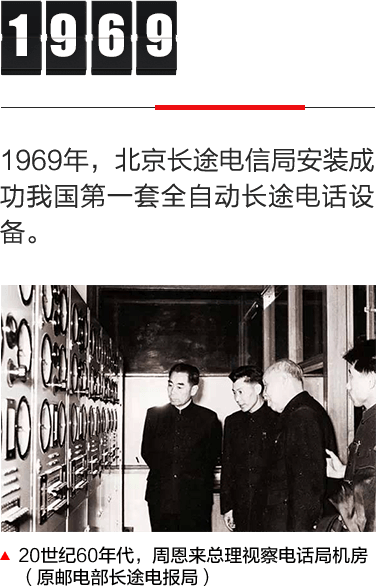 1969
1969年，北京长途电信局安装成
功我国第一套全自动长途电话设
备。
20世纪60年代，周恩来总理视察电话局机房
（原邮电部长途电报局）